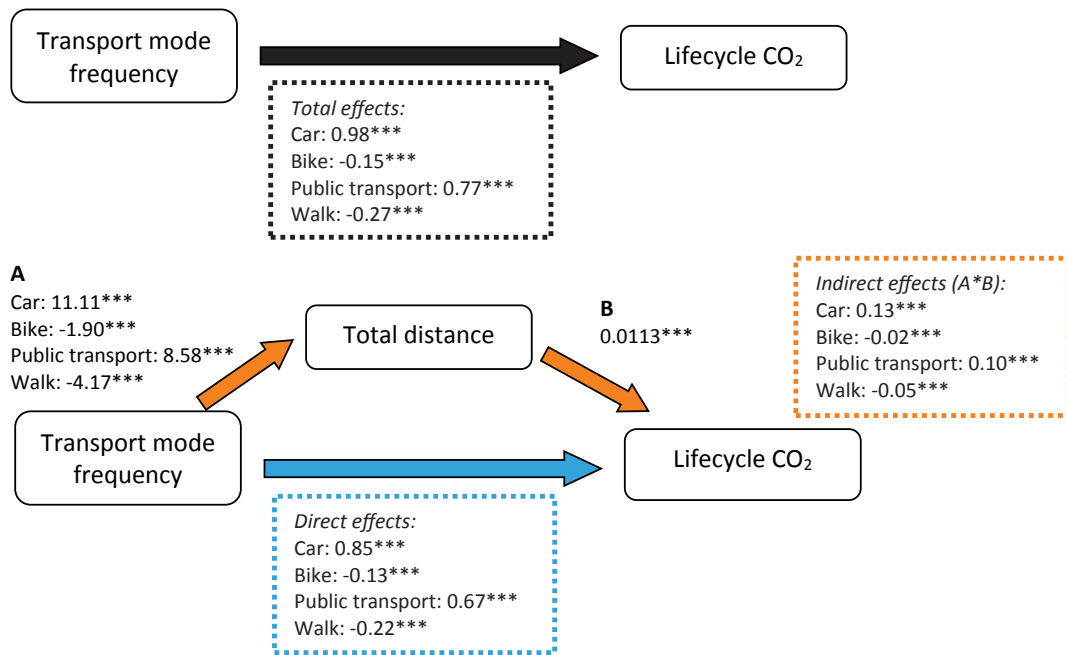 Transport mode
frequency
Lifecycle CO₂
Total effects:
Car: 0.98***
Bike: -0.15***
Public transport: 0.77***
Walk: -0.27***
A
Car: 11.11***
Bike: -1.90***
Public transport: 8.58***
Walk: -4.17***
Total distance
B
0.0113***
Indirect effects (A*B):
Car: 0.13***
Bike: -0.02***
Public transport: 0.10***
Walk: -0.05***
Transport mode
frequency
Lifecycle CO₂
Direct effects:
Car: 0.85***
Bike: -0.13***
Public transport: 0.67***
Walk: -0.22***